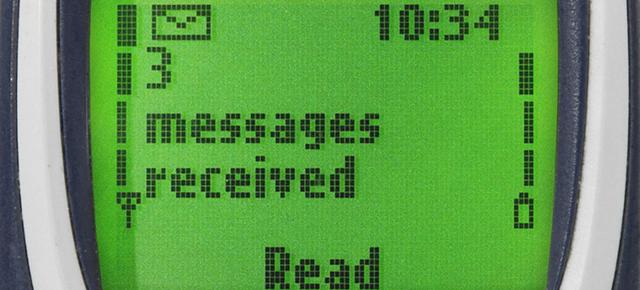 10:34
3
messages
received
Read